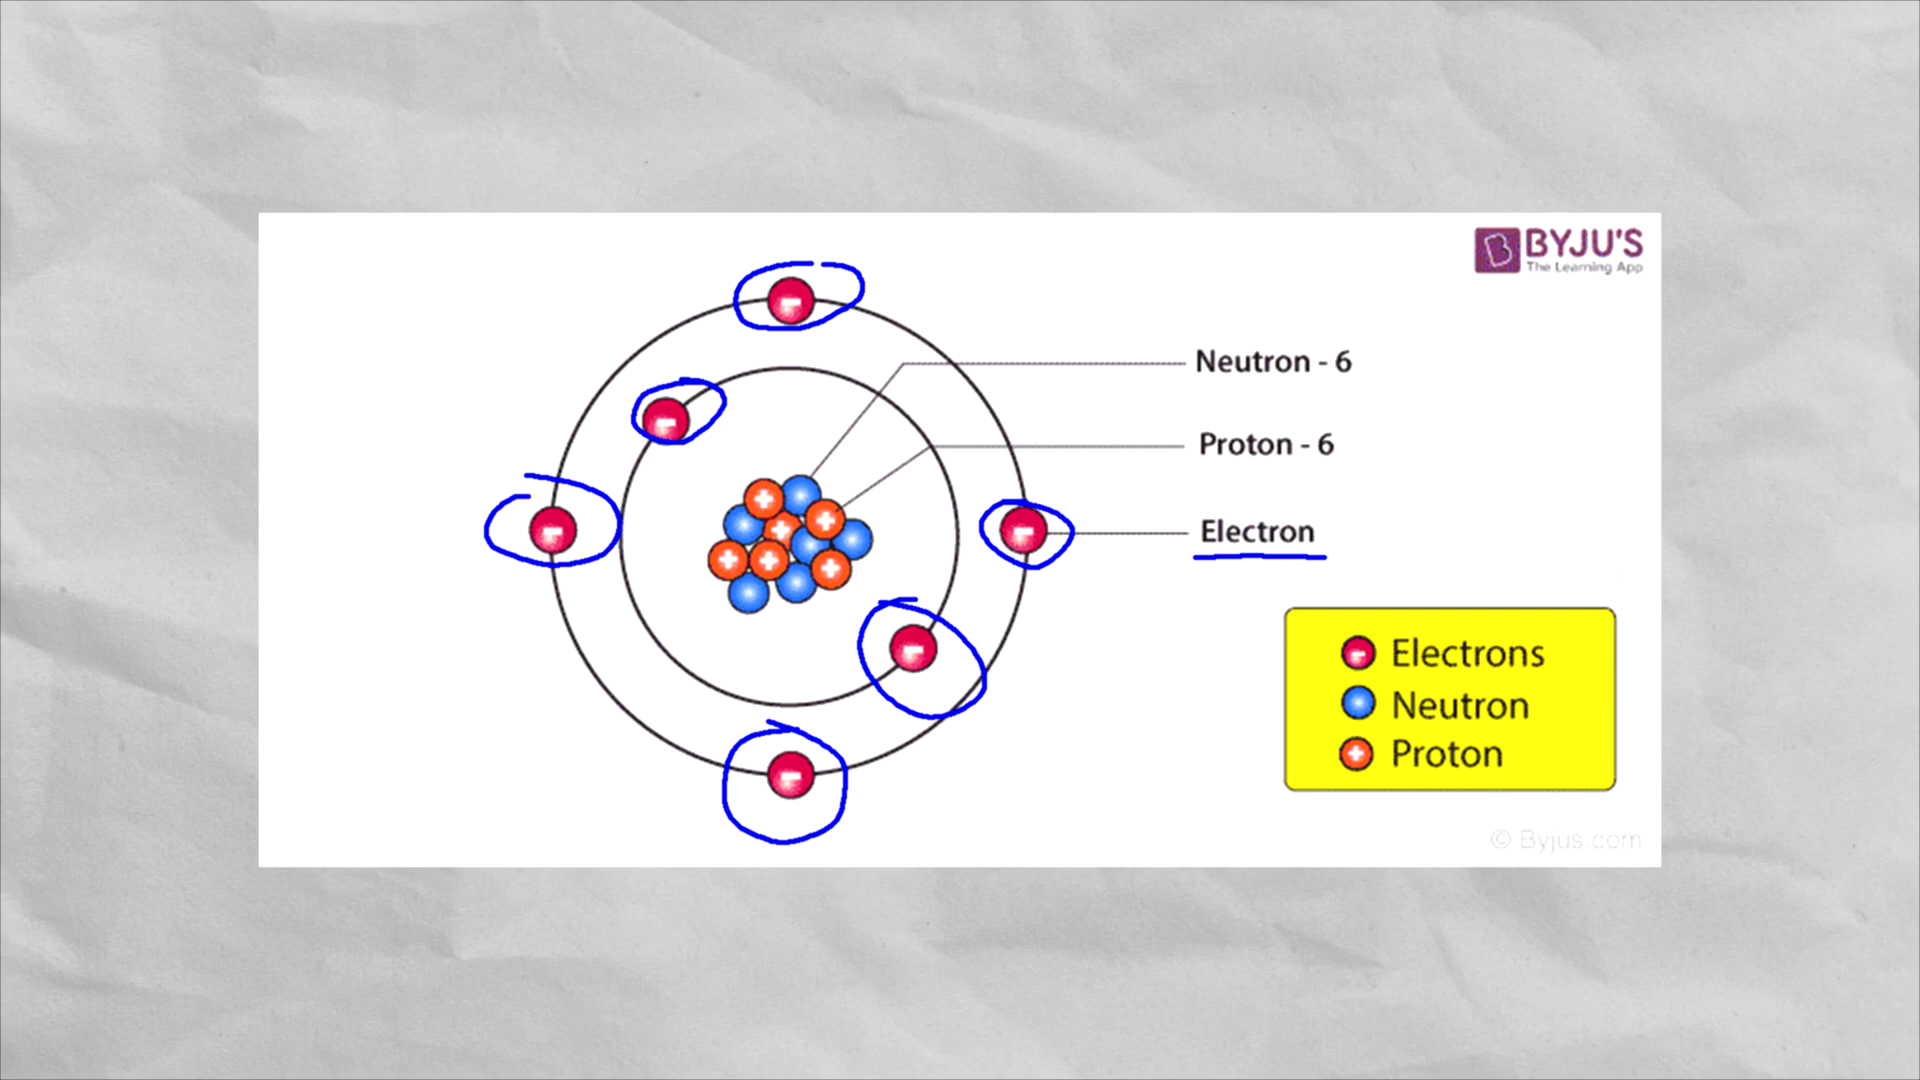 BYJU'S
The Learning App
Neutron - 6
Proton - 6
Electron
Electrons
Neutron
Proton
© Byjus.com